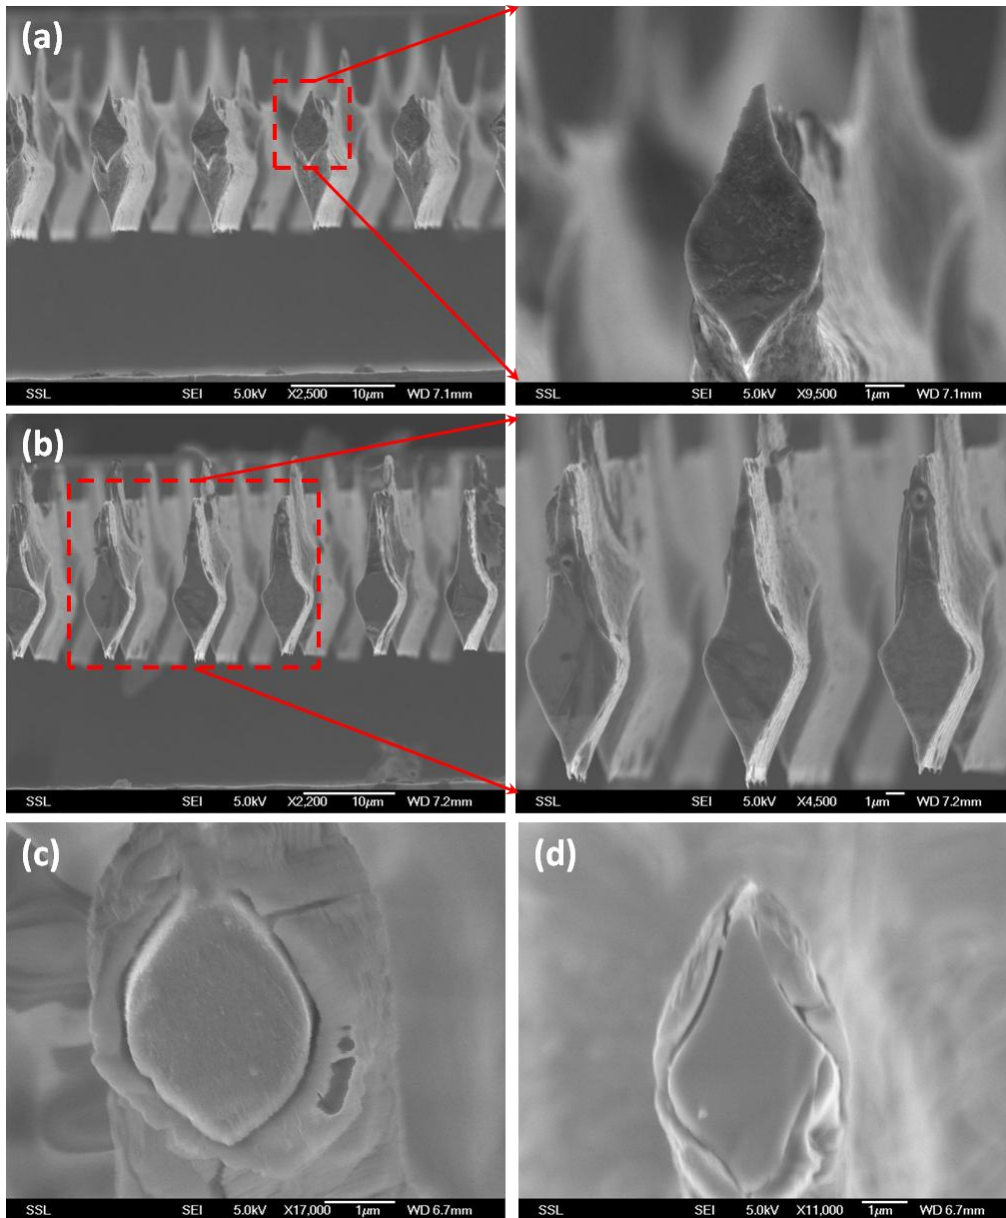 (a)
SSL SEI 5.0kV X2,500 10μm WD 7.1mm
SSL SEI 5.0kV X9,500 1μm WD 7.1mm
(b)
SSL SEI 5.0kV X2,200 10μm WD 7.2mm
SSL SEI 5.0kV X4,500 1μm WD 7.2mm
(c)
(d)
SSL SEI 5.0kV X17,000 1μm WD 6.7mm
SSL SEI 5.0kV X11,000 1μm WD 6.7mm